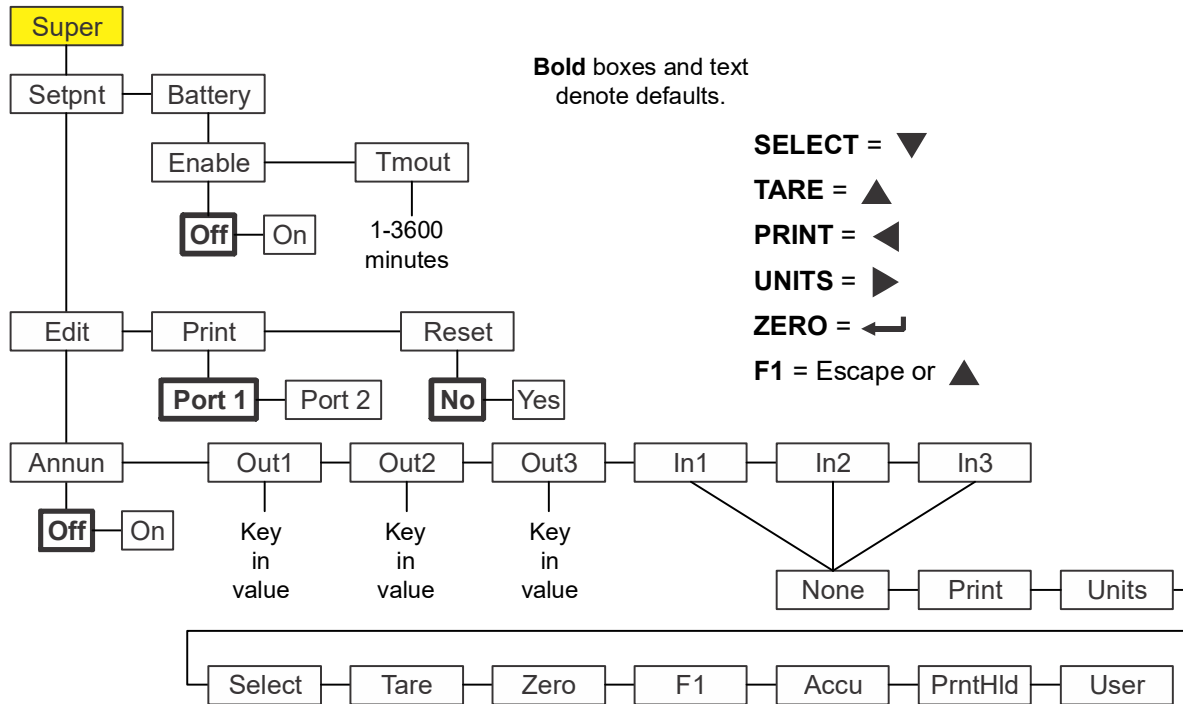 Super
Bold boxes and text
denote defaults.
Setpnt Battery
SELECT = ▼
Enable Tmout
TARE = ▲
Off On
1-3600
minutes
PRINT = ◀
UNITS = ▶
Edit Print Reset
ZERO = ↵
Port 1 Port 2 No Yes
F1 = Escape or ▲
Annun Out1 Out2 Out3 In1 In2 In3
Off On
Key
in
value
Key
in
value
Key
in
value
None Print Units
Select Tare Zero F1 Accu PrntHld User